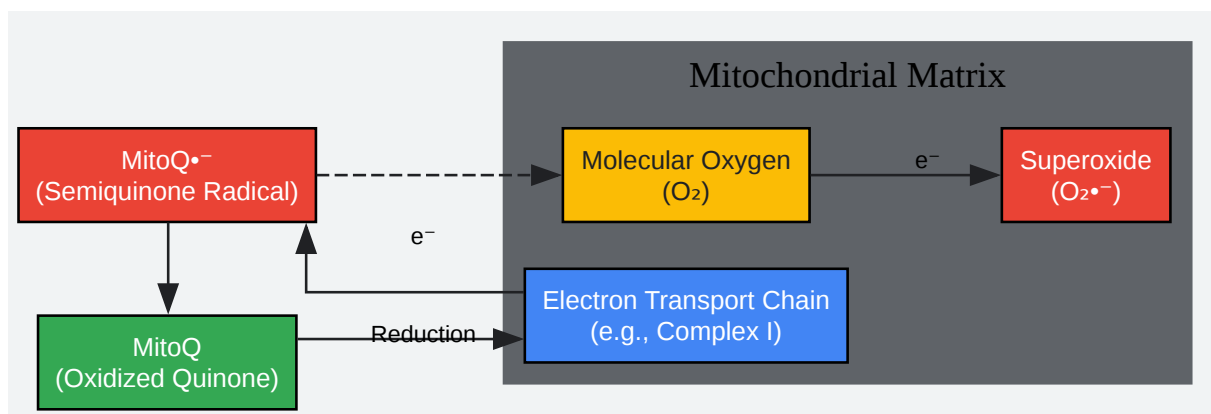 Mitochondrial Matrix
MitoQ•⁻
(Semiquinone Radical)
Molecular Oxygen
(O₂)
e⁻
Superoxide
(O₂•⁻)
e⁻
Electron Transport Chain
(e.g., Complex I)
Reduction
MitoQ
(Oxidized Quinone)